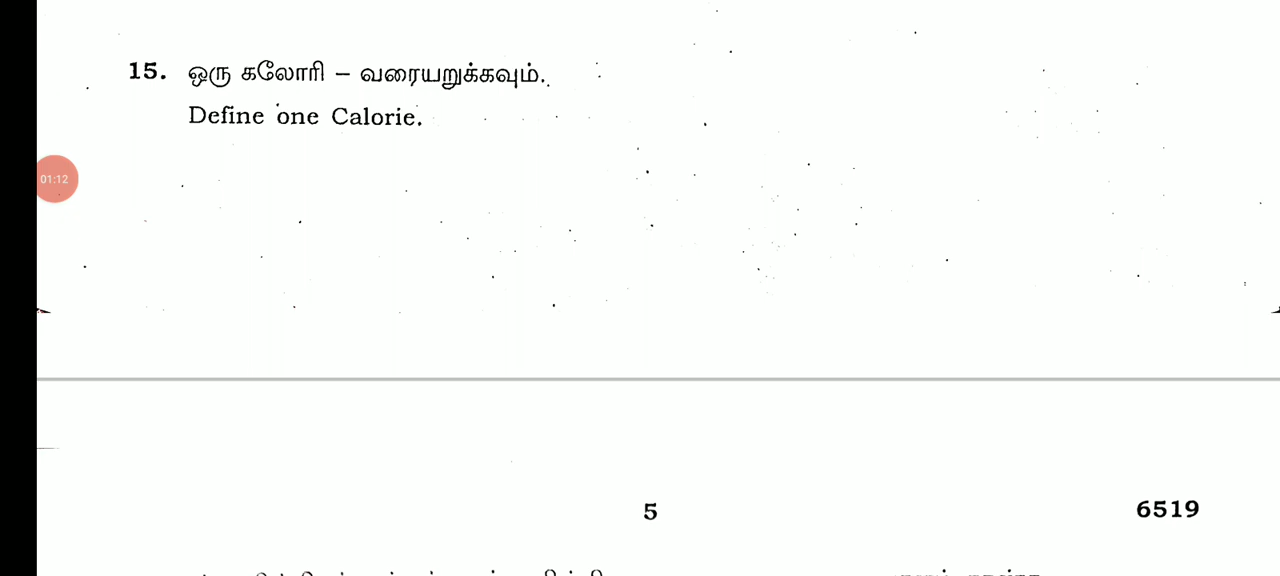 15. ஒரு கலோரி – வரையறுக்கவும்.
Define one Calorie.
01:12
5
6519